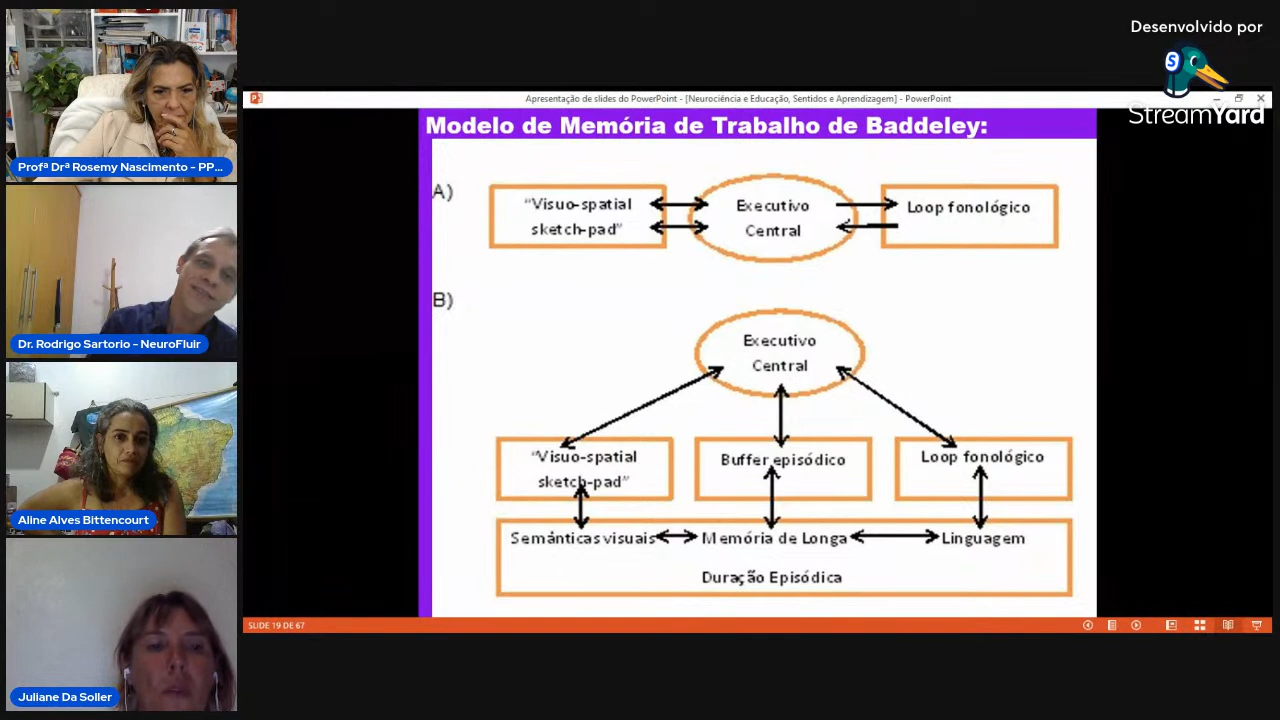 Desenvolvido por
StreamYard
Apresentação de slides do PowerPoint - [Neurociência e Educação, Sentidos e Aprendizagem] - PowerPoint
Modelo de Memória de Trabalho de Baddeley:
A)
"Visuo-spatial
sketch-pad"
Executivo
Central
Loop fonológico
B)
Executivo
Central
"Visuo-spatial
sketch-pad"
Buffer episódico
Loop fonológico
Semânticas visuais
Memória de Longa
Linguagem
Duração Episódica
SLIDE 19 DE 67
Profª Drª Rosemy Nascimento - PP...
Dr. Rodrigo Sartorio - NeuroFluir
Aline Alves Bittencourt
Juliane Da Soller